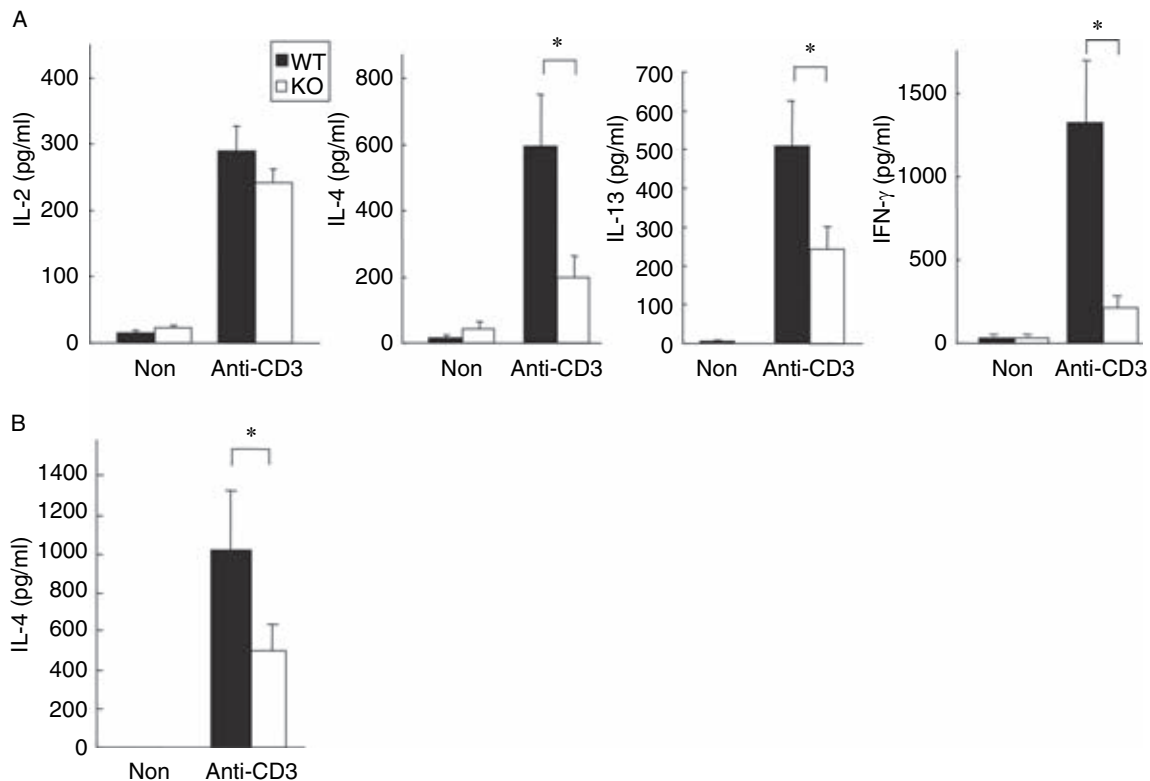 A
IL-2 (pg/ml)
400
300
200
100
0
Non Anti-CD3
WT
KO
IL-4 (pg/ml)
800
600
400
200
0
*
Non Anti-CD3
IL-13 (pg/ml)
700
600
500
400
300
200
100
0
*
Non Anti-CD3
IFN-γ (pg/ml)
1500
1000
500
0
*
Non Anti-CD3
B
IL-4 (pg/ml)
1400
1200
1000
800
600
400
200
0
*
Non Anti-CD3